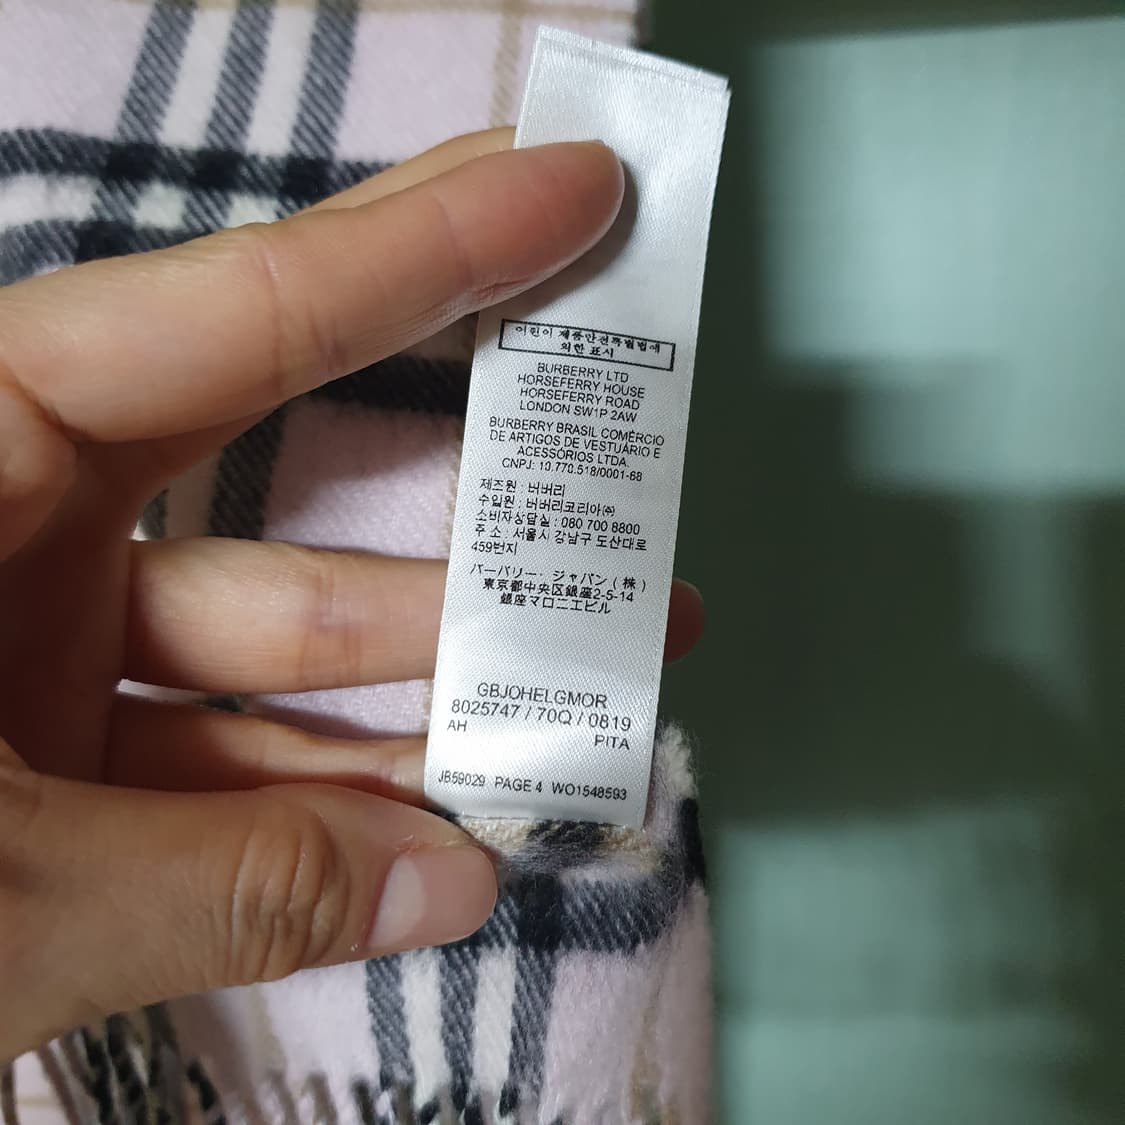 어린이 제품안전특별법에
의한 표시
BURBERRY LTD
HORSEFERRY HOUSE
HORSEFERRY ROAD
LONDON SW1P 2AW
BURBERRY BRASIL COMÉRCIO
DE ARTIGOS DE VESTUÁRIO E
ACESSÓRIOS LTDA.
CNPJ: 10.770.518/0001-68
제즈원 : 버버리
수입원 : 버버리코리아㈜
소비자상담실 : 080 700 8800
주 소 : 서울시 강남구 도산대로
459번지
バーバリー・ジャパン(株)
東京都中央区銀座2-5-14
銀座マロニエビル
GBJOHELGMOR
8025747 / 70Q / 0819
AH
PITA
JB59029 PAGE 4 WO1548593